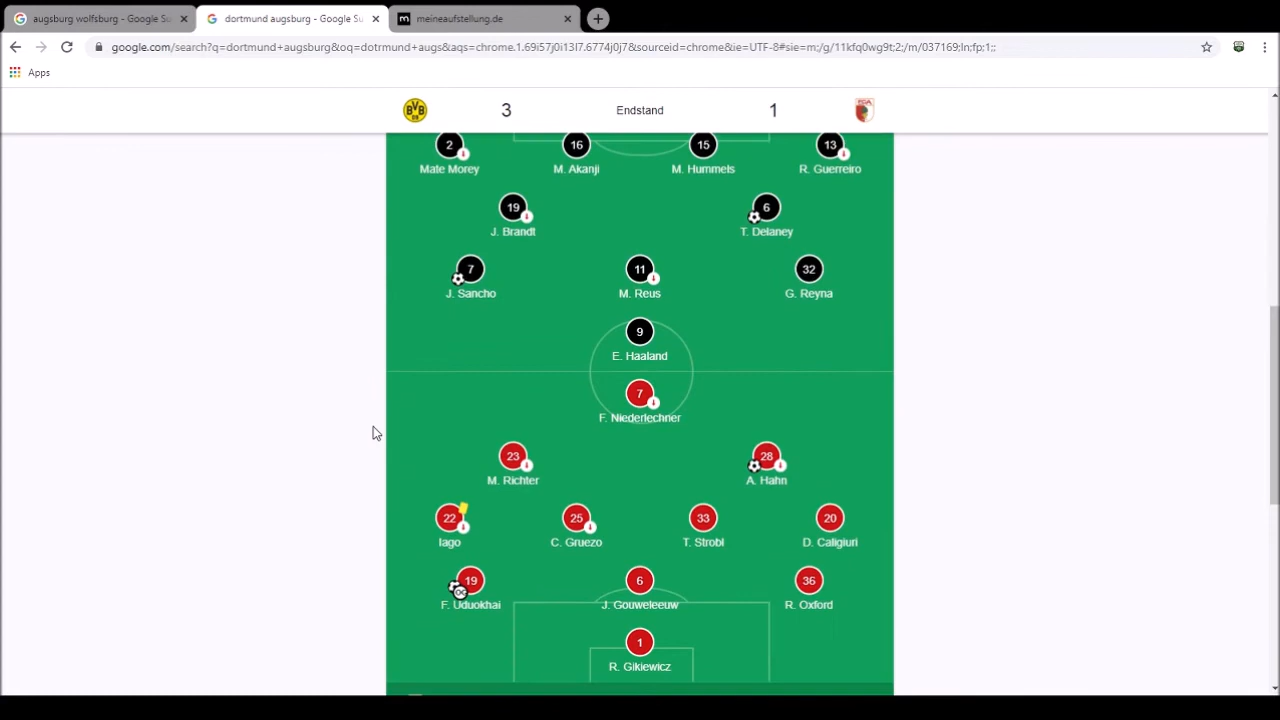 augsburg wolfsburg - Google Su
dortmund augsburg - Google Su
meineaufstellung.de
google.com/search?q=dortmund+augsburg&oq=dotrmund+augs&aqs=chrome.1.69i57j0i13l7.6774j0j7&sourceid=chrome&ie=UTF-8#sie=m;/g/11kfq0wg9t;2;/m/037169;ln;fp;1;;
Apps
BVB 09
3
Endstand
1
2 16 15 13
Mate Morey M. Akanji M. Hummels R. Guerreiro
19 6
J. Brandt T. Delaney
7 11 32
J. Sancho M. Reus G. Reyna
9
E. Haaland
7
F. Niederlechner
23 28
M. Richter A. Hahn
22 25 33 20
Iago C. Gruezo T. Strobl D. Caligiuri
19 6 36
F. Uduokhai J. Gouweleeuw R. Oxford
1
R. Gikiewicz